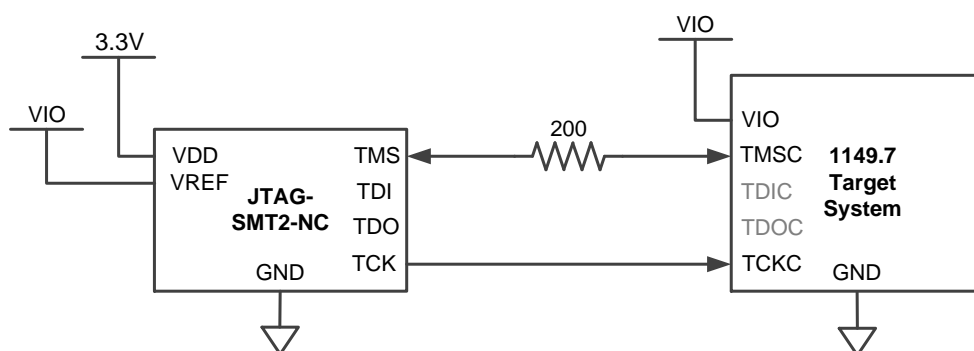 VIO
3.3V
VIO
200
VDD
VREF
JTAG-
SMT2-NC
GND
TMS
TDI
TDO
TCK
VIO
TMSC
TDIC
TDOC
TCKC
1149.7
Target
System
GND